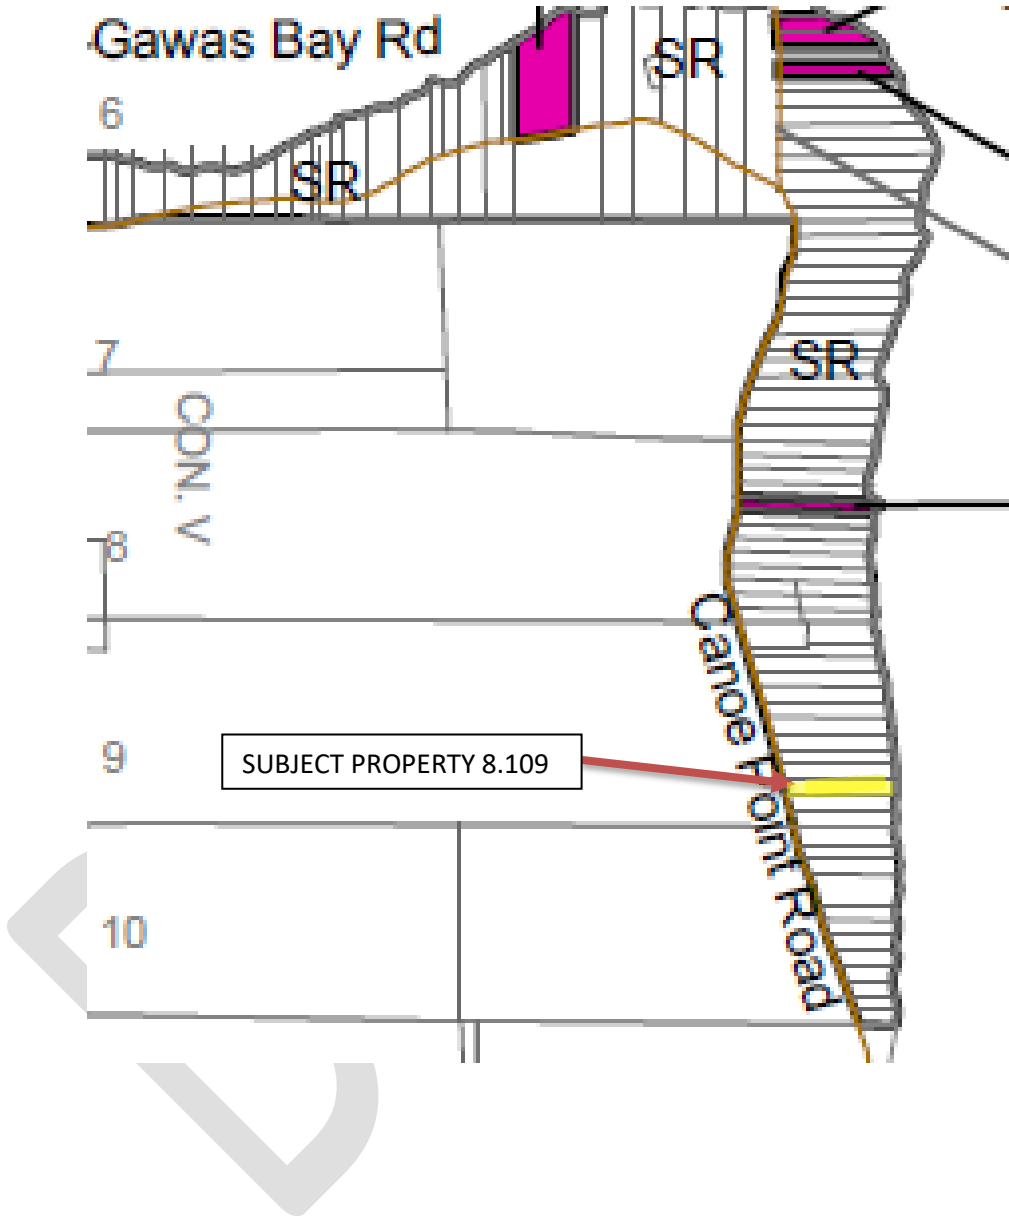 Gawas Bay Rd
SR
6
SR
7
SR
CON. V
8
Canoe Point Road
9
SUBJECT PROPERTY 8.109
10